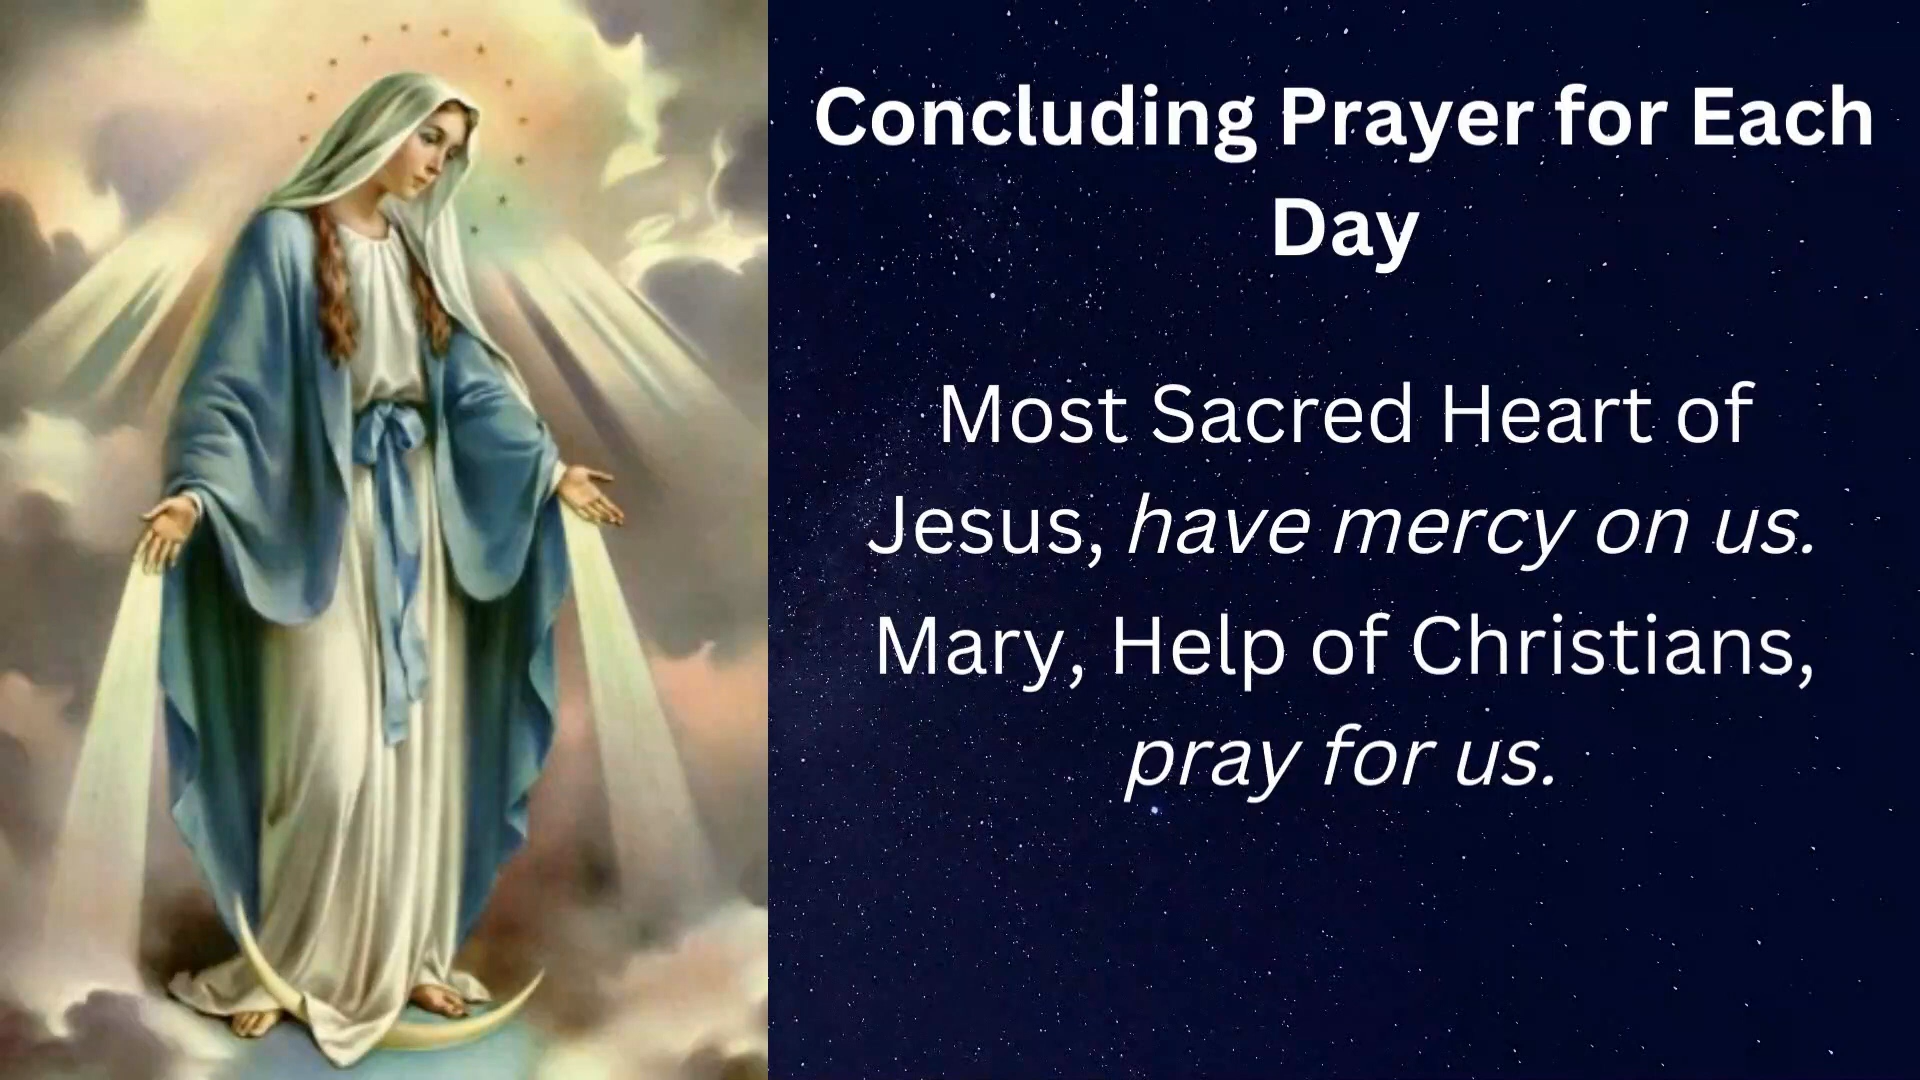 Concluding Prayer for Each
Day
Most Sacred Heart of
Jesus, have mercy on us.
Mary, Help of Christians,
pray for us.